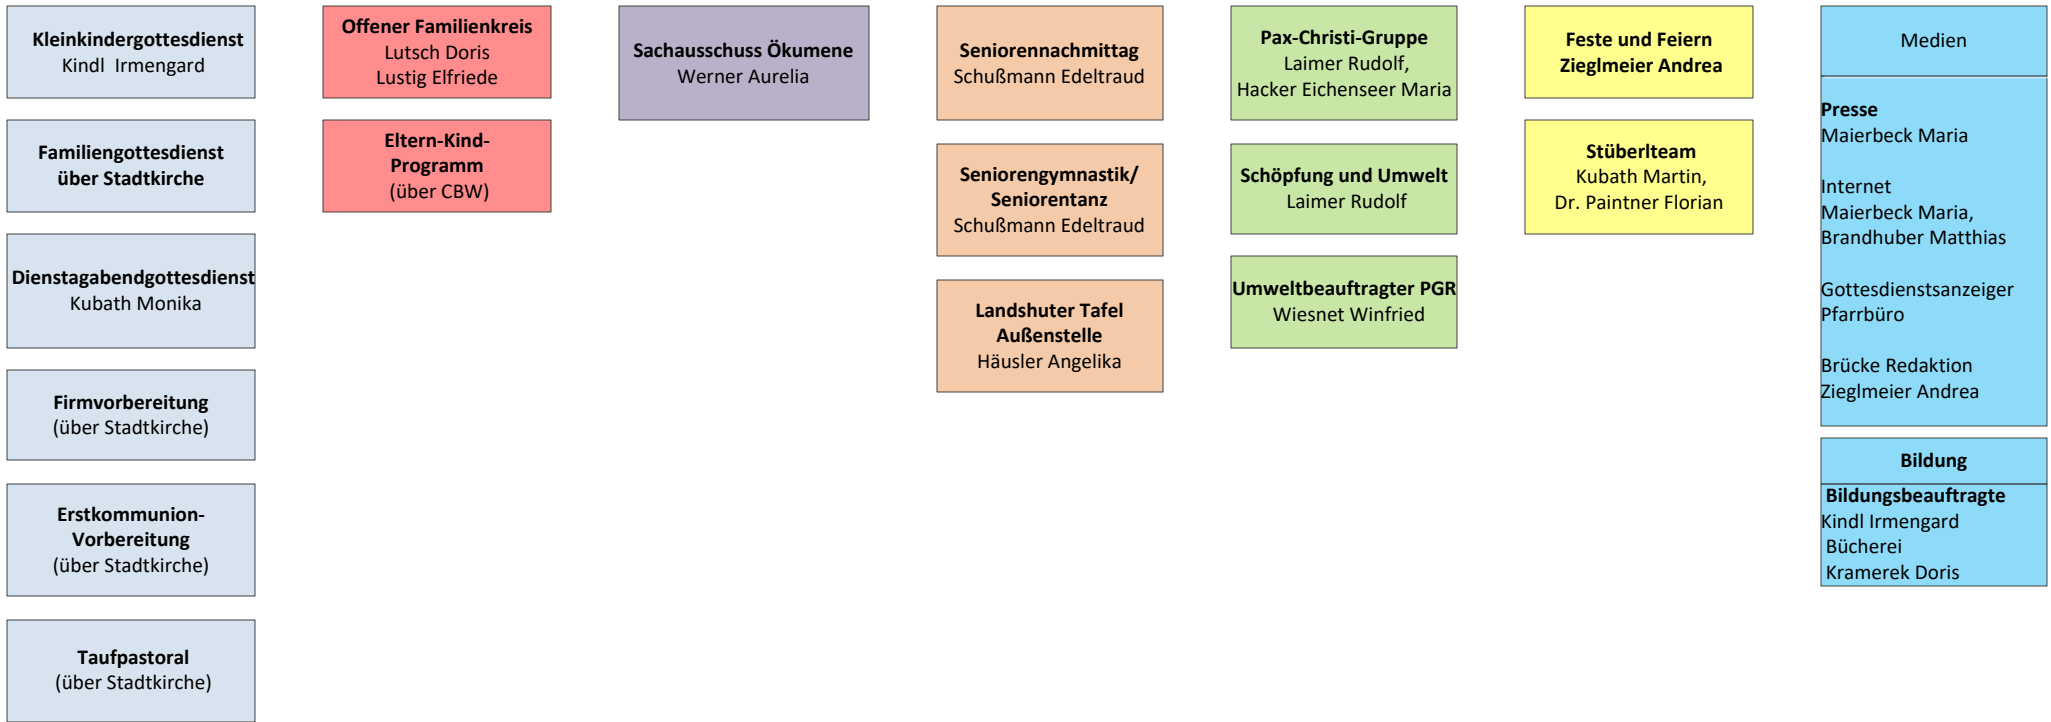 Kleinkindergottesdienst
Kindl  Irmengard
Familiengottesdienst
über Stadtkirche
Dienstagabendgottesdienst
Kubath Monika
Firmvorbereitung
(über Stadtkirche)
Erstkommunion-
Vorbereitung
(über Stadtkirche)
Taufpastoral
(über Stadtkirche)
Offener Familienkreis
Lutsch Doris
Lustig Elfriede
Eltern-Kind-
Programm
(über CBW)
Sachausschuss Ökumene
Werner Aurelia
Seniorennachmittag
Schußmann Edeltraud
Seniorengymnastik/
Seniorentanz
Schußmann Edeltraud
Landshuter Tafel
Außenstelle
Häusler Angelika
Pax-Christi-Gruppe
Laimer Rudolf,
Hacker Eichenseer Maria
Schöpfung und Umwelt
Laimer Rudolf
Umweltbeauftragter PGR
Wiesnet Winfried
Feste und Feiern
Zieglmeier Andrea
Stüberlteam
Kubath Martin,
Dr. Paintner Florian
Medien
Presse
Maierbeck Maria
Internet
Maierbeck Maria,
Brandhuber Matthias
Gottesdienstsanzeiger
Pfarrbüro
Brücke Redaktion
Zieglmeier Andrea
Bildung
Bildungsbeauftragte
Kindl Irmengard
Bücherei
Kramerek Doris